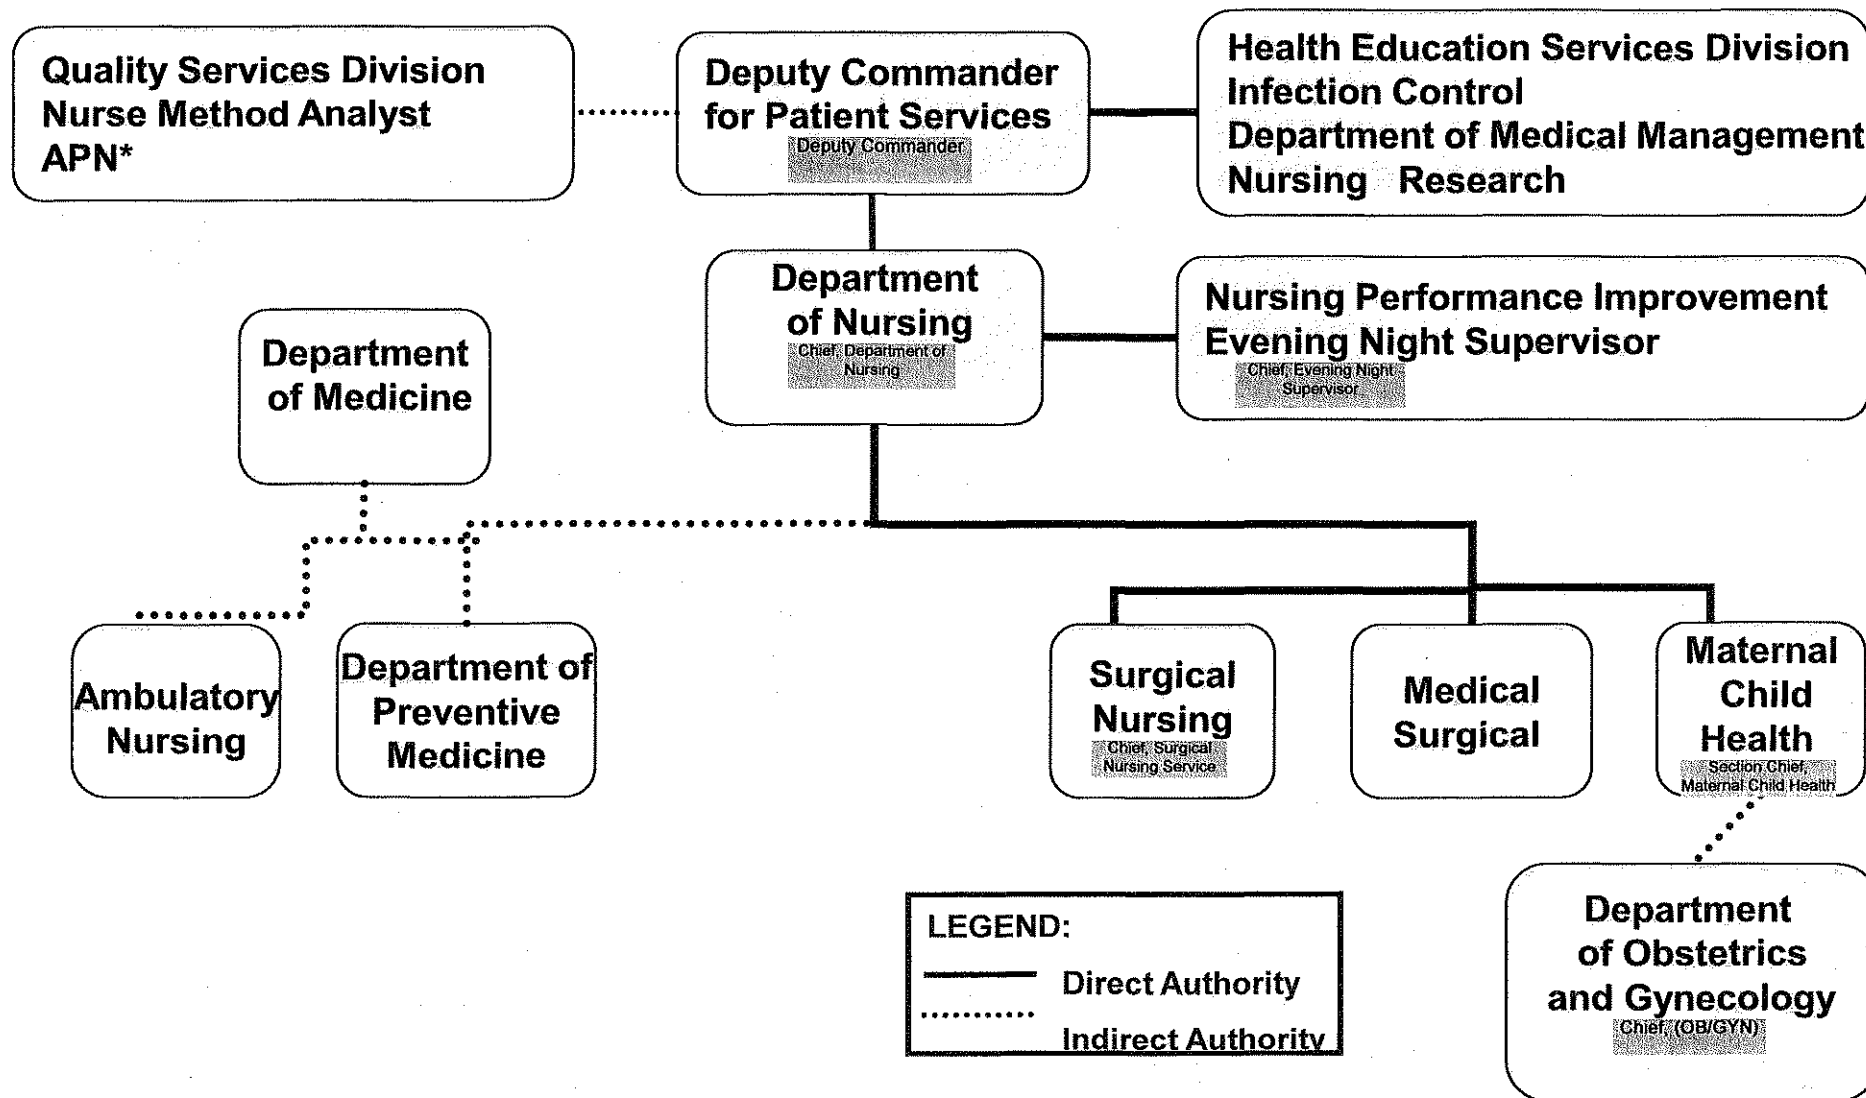 Quality Services Division
Nurse Method Analyst
APN*
Deputy Commander
for Patient Services
Deputy Commander
Health Education Services Division
Infection Control
Department of Medical Management
Nursing Research
Department
of Nursing
Chief, Department of
Nursing
Nursing Performance Improvement
Evening Night Supervisor
Chief, Evening Night
Supervisor
Department
of Medicine
Ambulatory
Nursing
Department of
Preventive
Medicine
Surgical
Nursing
Chief, Surgical
Nursing Service
Medical
Surgical
Maternal
Child
Health
Section Chief,
Maternal Child Health
Department
of Obstetrics
and Gynecology
Chief, (OB/GYN)
LEGEND:
Direct Authority
Indirect Authority